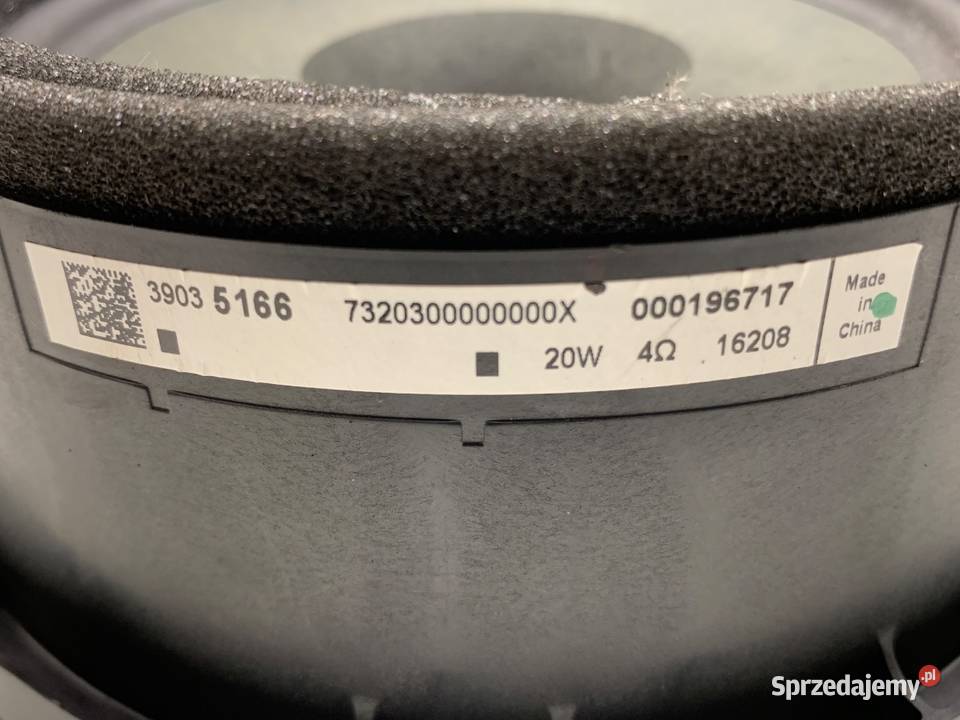 3903 5166 7320300000000X 000196717
20W 4Ω 16208
Made
in
China
Sprzedajemy.pl